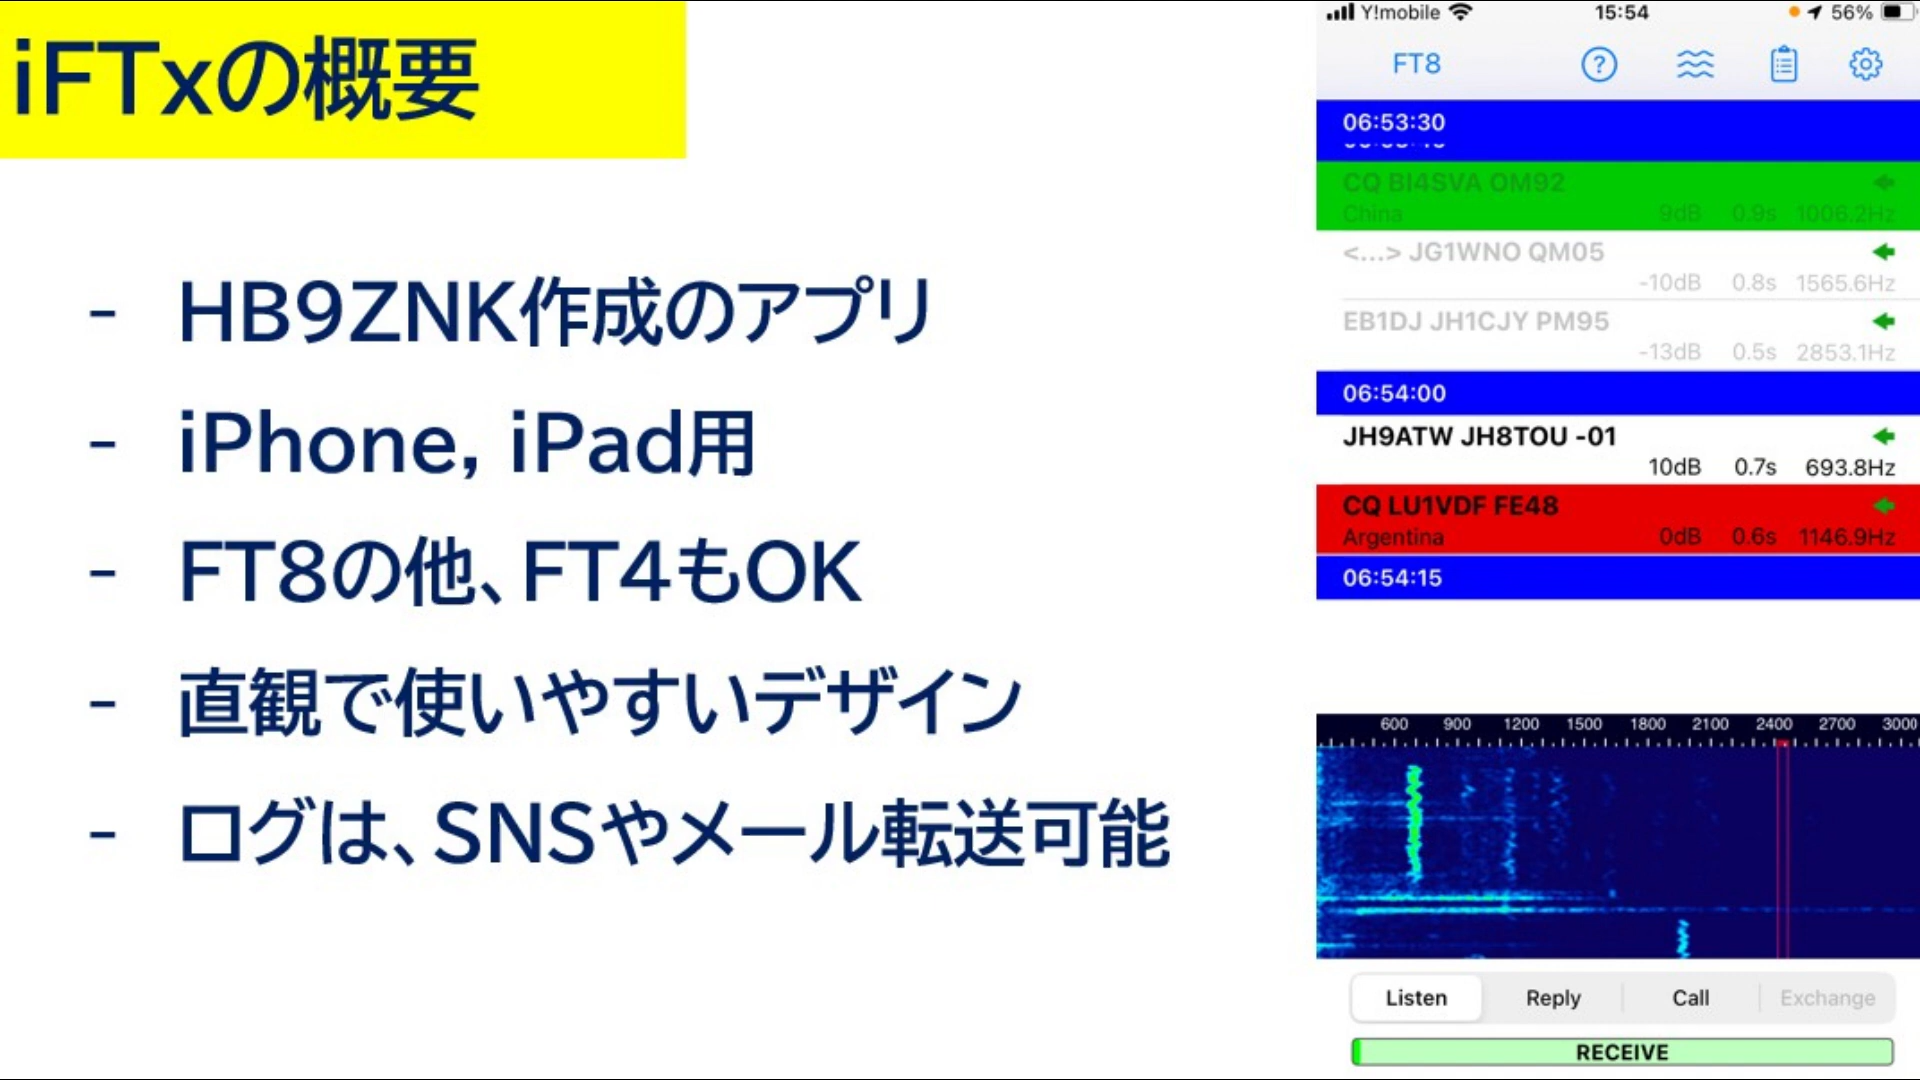 iFTxの概要
- HB9ZNK作成のアプリ
- iPhone, iPad用
- FT8の他、FT4もOK
- 直観で使いやすいデザイン
- ログは、SNSやメール転送可能
Y!mobile 15:54 56%
FT8
06:53:30
CQ BI4SVA OM92
China 9dB 0.9s 1006.2Hz
<...> JG1WNO QM05
-10dB 0.8s 1565.6Hz
EB1DJ JH1CJY PM95
-13dB 0.5s 2853.1Hz
06:54:00
JH9ATW JH8TOU -01
10dB 0.7s 693.8Hz
CQ LU1VDF FE48
Argentina 0dB 0.6s 1146.9Hz
06:54:15
600 900 1200 1500 1800 2100 2400 2700 3000
Listen Reply Call Exchange
RECEIVE